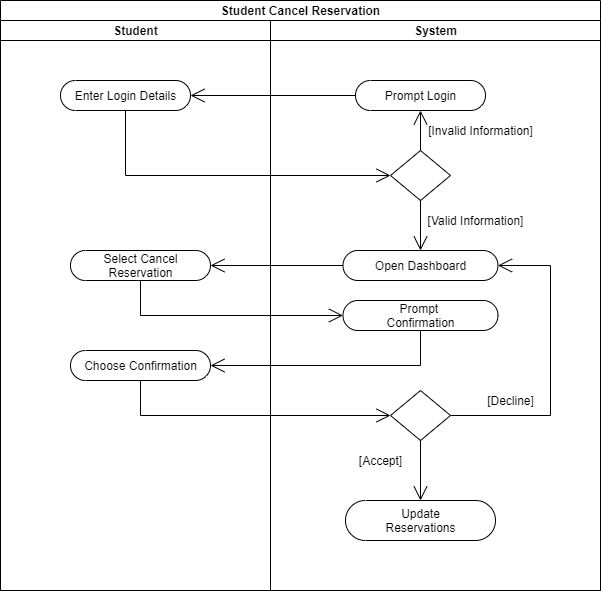 Student Cancel Reservation
Student
System
Enter Login Details
Prompt Login
[Invalid Information]
[Valid Information]
Select Cancel
Reservation
Open Dashboard
Prompt
Confirmation
Choose Confirmation
[Decline]
[Accept]
Update
Reservations